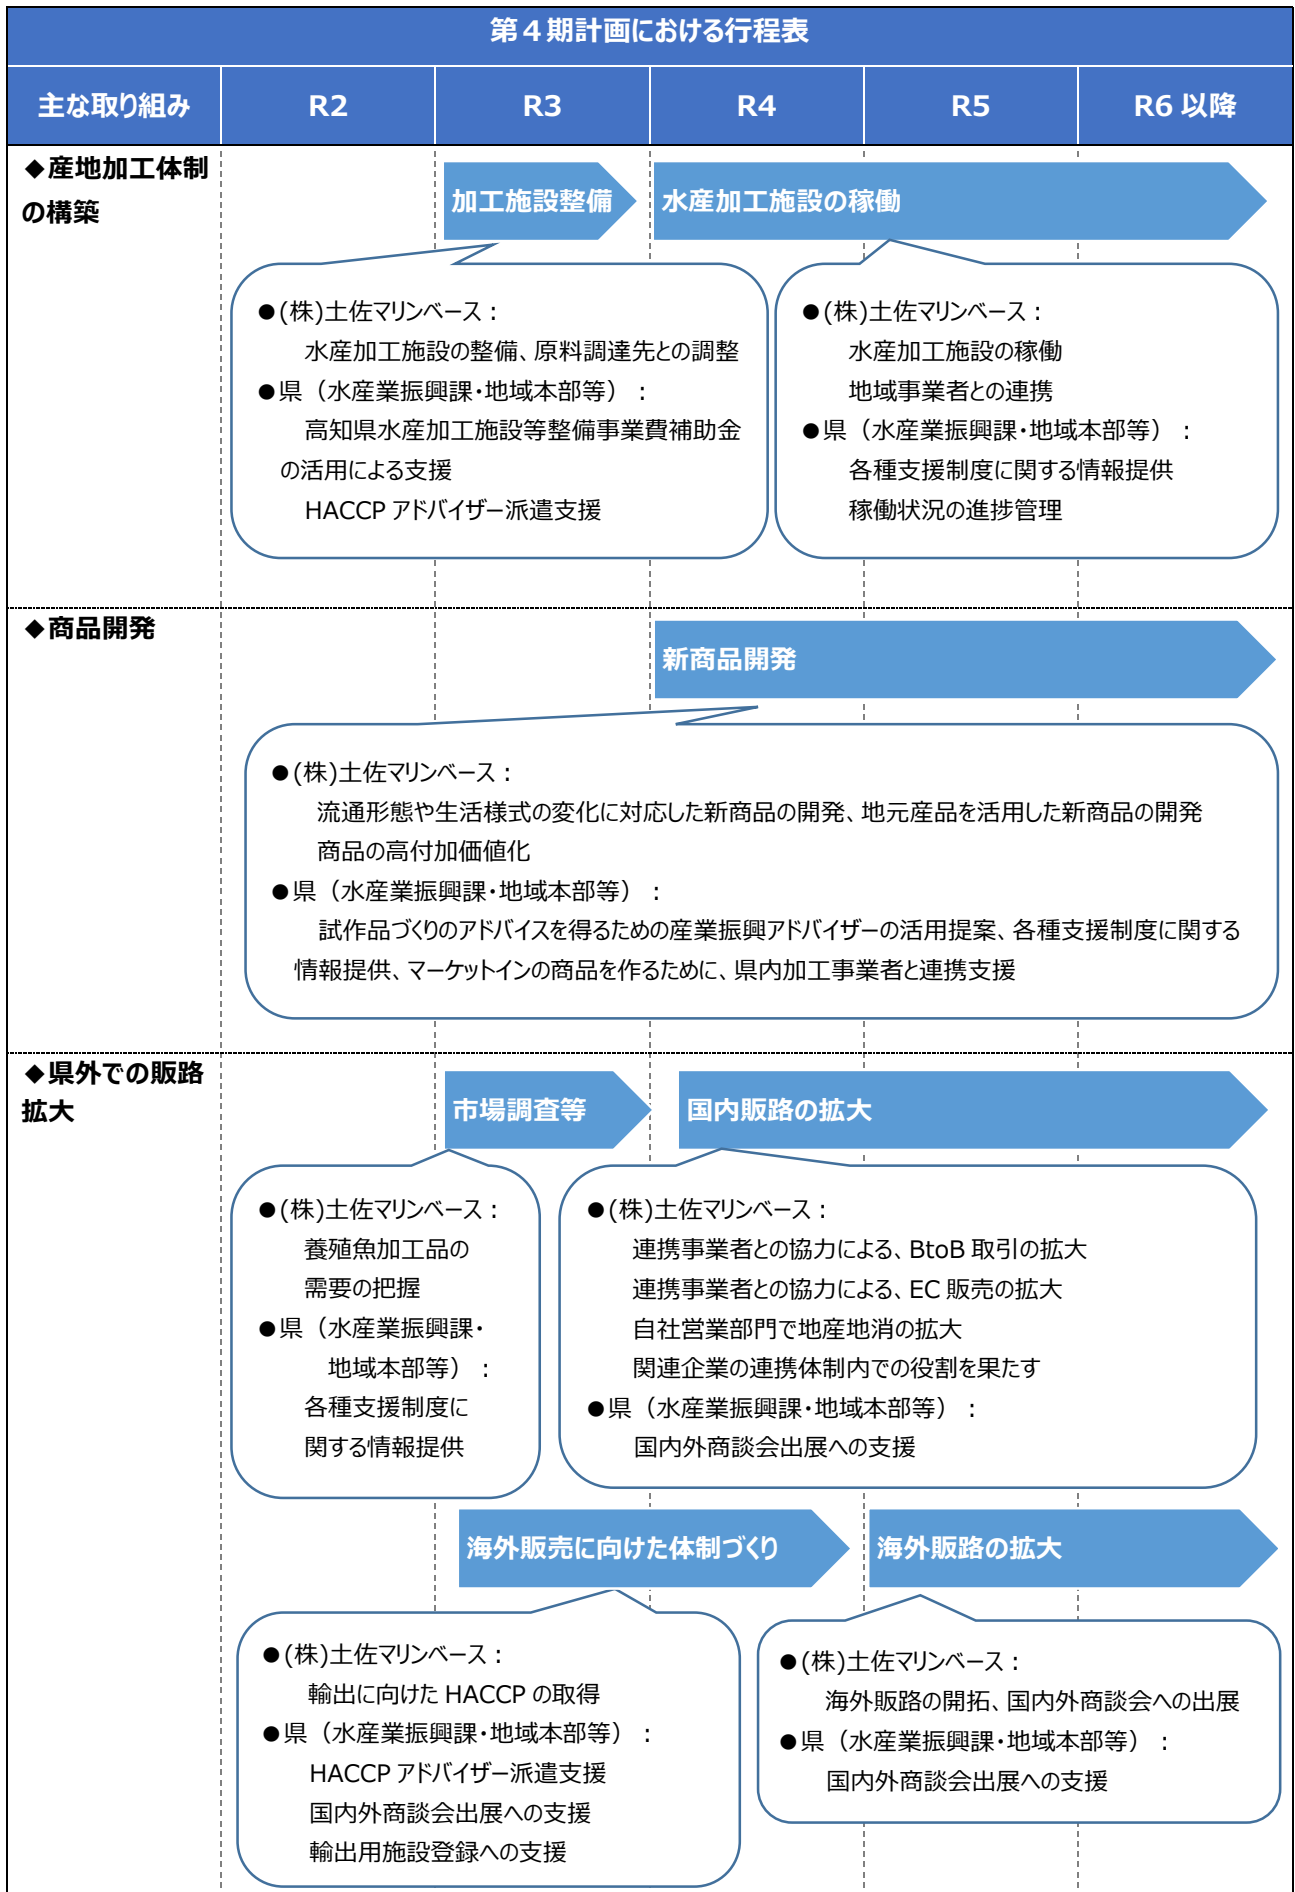 第４期計画における行程表
主な取り組み R2 R3 R4 R5 R6 以降
◆産地加工体制
の構築
加工施設整備
水産加工施設の稼働
●(株)土佐マリンベース：
水産加工施設の整備、原料調達先との調整
●県（水産業振興課・地域本部等）：
高知県水産加工施設等整備事業費補助金
の活用による支援
HACCP アドバイザー派遣支援
●(株)土佐マリンベース：
水産加工施設の稼働
地域事業者との連携
●県（水産業振興課・地域本部等）：
各種支援制度に関する情報提供
稼働状況の進捗管理
◆商品開発
新商品開発
●(株)土佐マリンベース：
流通形態や生活様式の変化に対応した新商品の開発、地元産品を活用した新商品の開発
商品の高付加価値化
●県（水産業振興課・地域本部等）：
試作品づくりのアドバイスを得るための産業振興アドバイザーの活用提案、各種支援制度に関する
情報提供、マーケットインの商品を作るために、県内加工事業者と連携支援
◆県外での販路
拡大
市場調査等
国内販路の拡大
●(株)土佐マリンベース：
養殖魚加工品の
需要の把握
●県（水産業振興課・
地域本部等）：
各種支援制度に
関する情報提供
●(株)土佐マリンベース：
連携事業者との協力による、BtoB 取引の拡大
連携事業者との協力による、EC 販売の拡大
自社営業部門で地産地消の拡大
関連企業の連携体制内での役割を果たす
●県（水産業振興課・地域本部等）：
国内外商談会出展への支援
海外販売に向けた体制づくり
海外販路の拡大
●(株)土佐マリンベース：
輸出に向けた HACCP の取得
●県（水産業振興課・地域本部等）：
HACCP アドバイザー派遣支援
国内外商談会出展への支援
輸出用施設登録への支援
●(株)土佐マリンベース：
海外販路の開拓、国内外商談会への出展
●県（水産業振興課・地域本部等）：
国内外商談会出展への支援